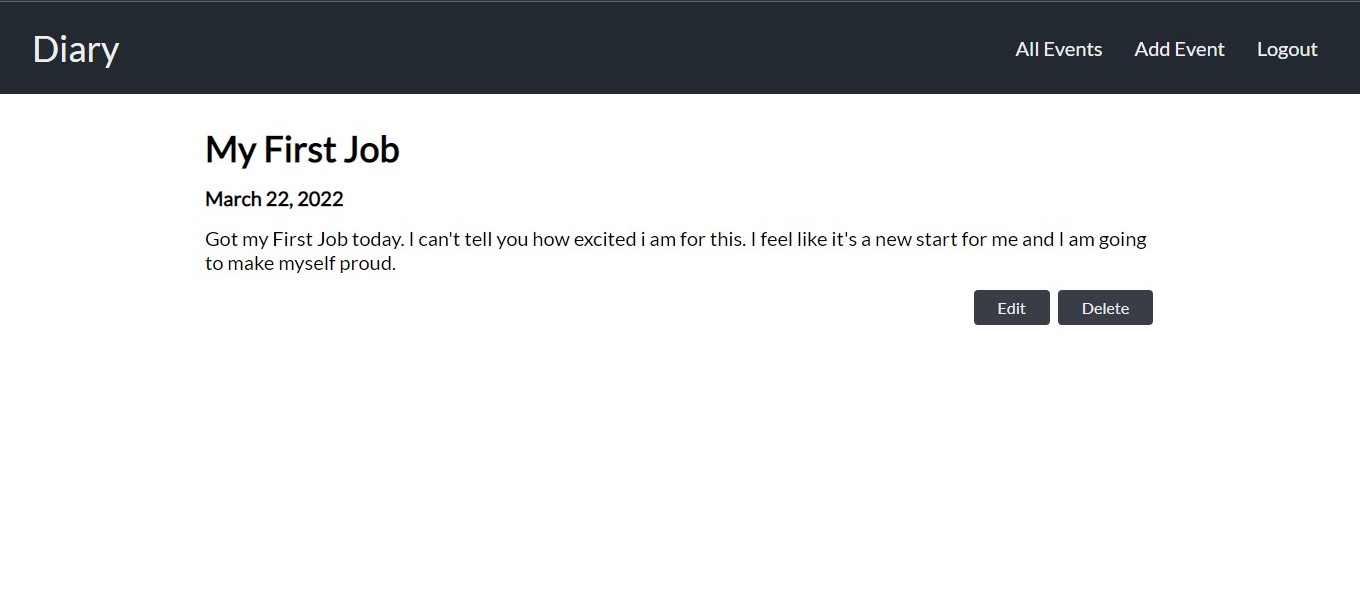 Diary
All Events
Add Event
Logout
My First Job
March 22, 2022
Got my First Job today. I can't tell you how excited i am for this. I feel like it's a new start for me and I am going
to make myself proud.
Edit
Delete